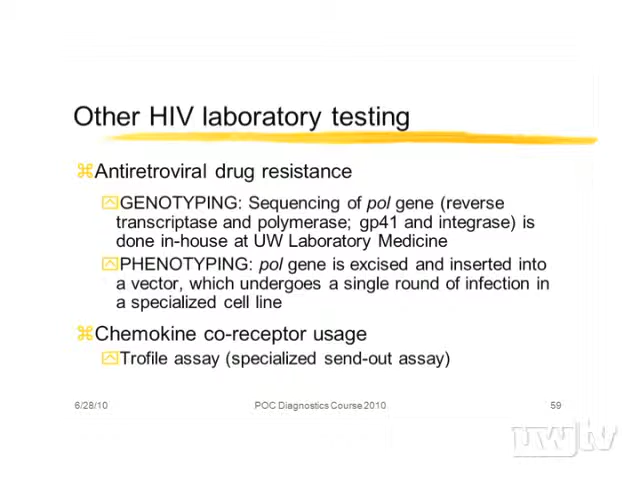 Other HIV laboratory testing
Antiretroviral drug resistance
GENOTYPING: Sequencing of pol gene (reverse
transcriptase and polymerase; gp41 and integrase) is
done in-house at UW Laboratory Medicine
PHENOTYPING: pol gene is excised and inserted into
a vector, which undergoes a single round of infection in
a specialized cell line
Chemokine co-receptor usage
Trofile assay (specialized send-out assay)
6/28/10 POC Diagnostics Course 2010 59
uwtv